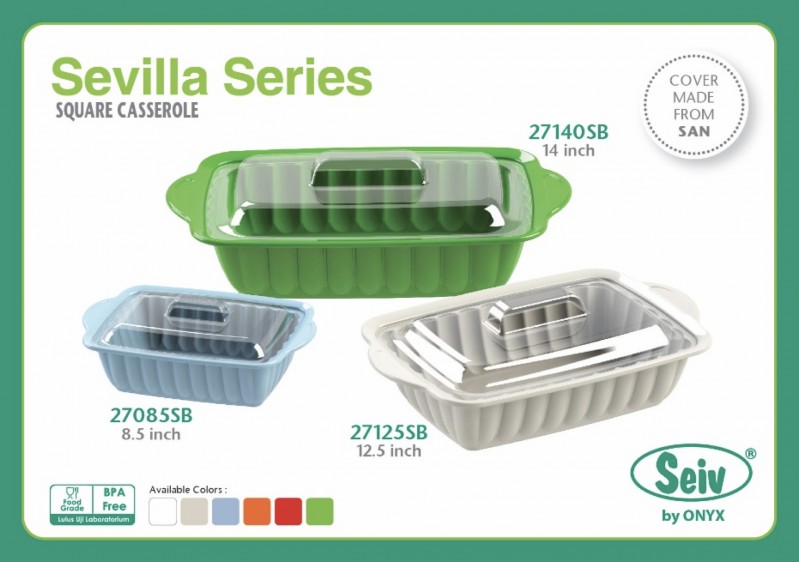 Sevilla Series
SQUARE CASSEROLE
COVER
MADE
FROM
SAN
27140SB
14 inch
27085SB
8.5 inch
27125SB
12.5 inch
Food
Grade
BPA
Free
Lulus Uji Laboratorium
Available Colors :
Seiv®
by ONYX